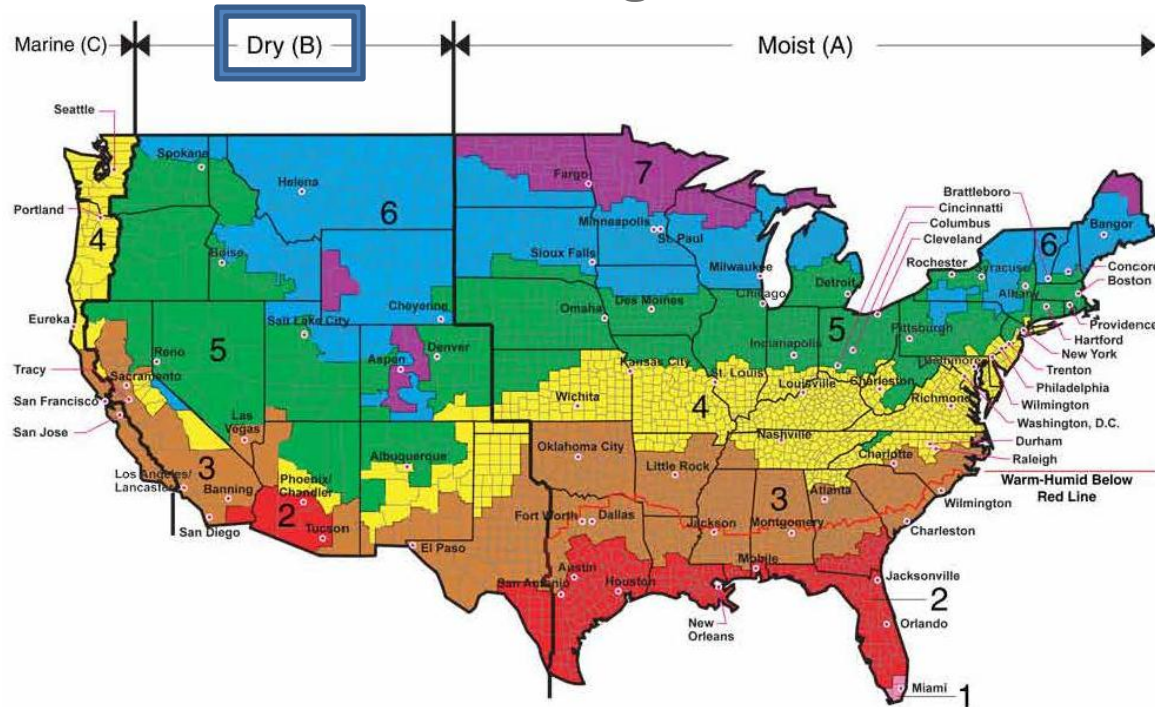 Marine (C) Dry (B) Moist (A)
Seattle
Spokane
Helena
Fargo
7
Portland
4
6
Minneapolis
St. Paul
Brattleboro
Cincinnatti
Columbus
Cleveland
Bangor
6
Boise
Sioux Falls
Milwaukee
Rochester
Syracuse
Concord
Boston
Cheyenne
Omaha
Des Moines
Chicago
Detroit
Albany
Eureka
Salt Lake City
5
Providence
Hartford
New York
Trenton
Philadelphia
Wilmington
Washington, D.C.
Reno
5
Aspen
Denver
Indianapolis
Pittsburgh
Baltimore
Tracy
Sacramento
San Francisco
San Jose
Kansas City
St. Louis
Louisville
Charleston
Richmond
Las
Vegas
Wichita
4
Nashville
Durham
Raleigh
3
Albuquerque
Oklahoma City
Little Rock
Charlotte
Warm-Humid Below
Red Line
Los Angeles/
Lancaster
Banning
Phoenix/
Chandler
2
Tucson
3
Atlanta
Wilmington
San Diego
El Paso
Fort Worth
Dallas
Jackson
Montgomery
Charleston
Austin
San Antonio
Houston
Mobile
Jacksonville
2
New
Orleans
Orlando
Miami
1